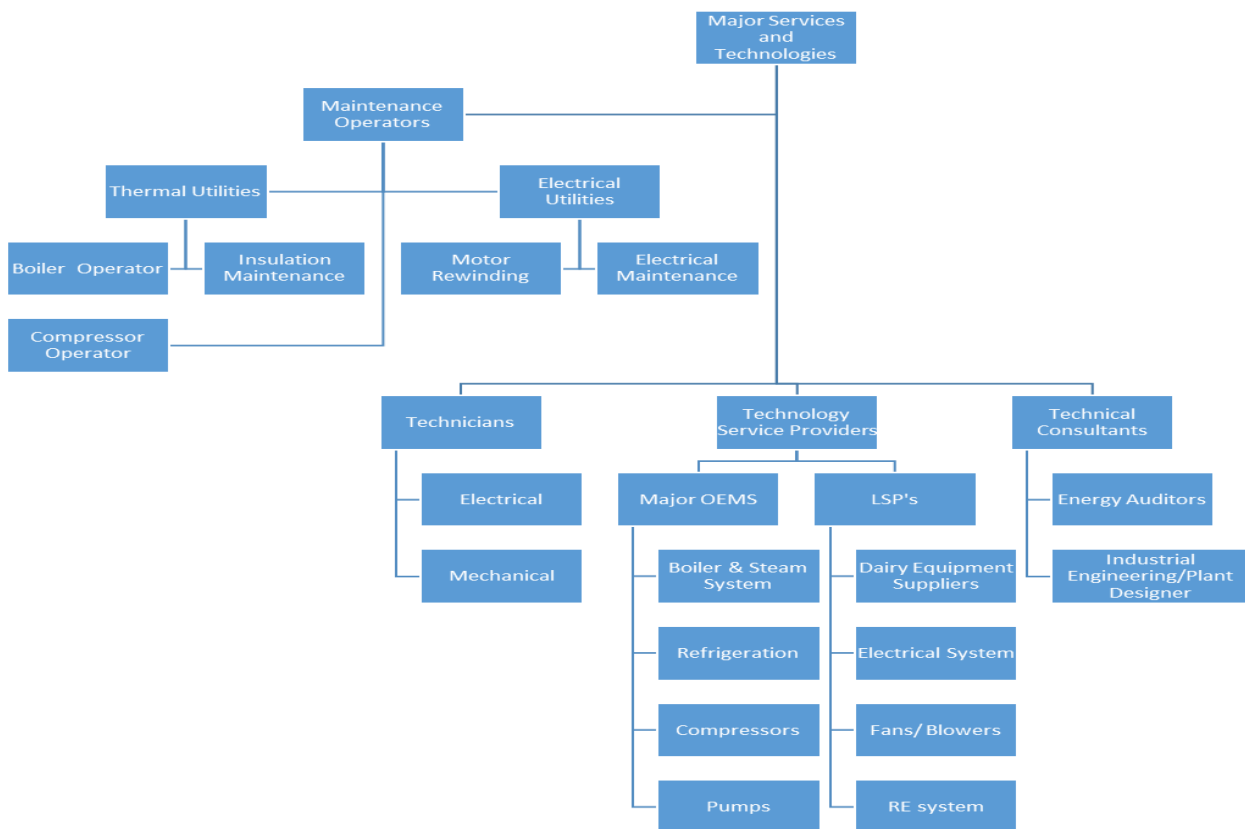 Major Services
and
Technologies
Maintenance
Operators
Thermal Utilities
Electrical
Utilities
Boiler Operator
Insulation
Maintenance
Motor
Rewinding
Electrical
Maintenance
Compressor
Operator
Technicians
Technology
Service Providers
Technical
Consultants
Electrical
Mechanical
Major OEMS
LSP's
Boiler & Steam
System
Refrigeration
Compressors
Pumps
Dairy Equipment
Suppliers
Electrical System
Fans/ Blowers
RE system
Energy Auditors
Industrial
Engineering/Plant
Designer